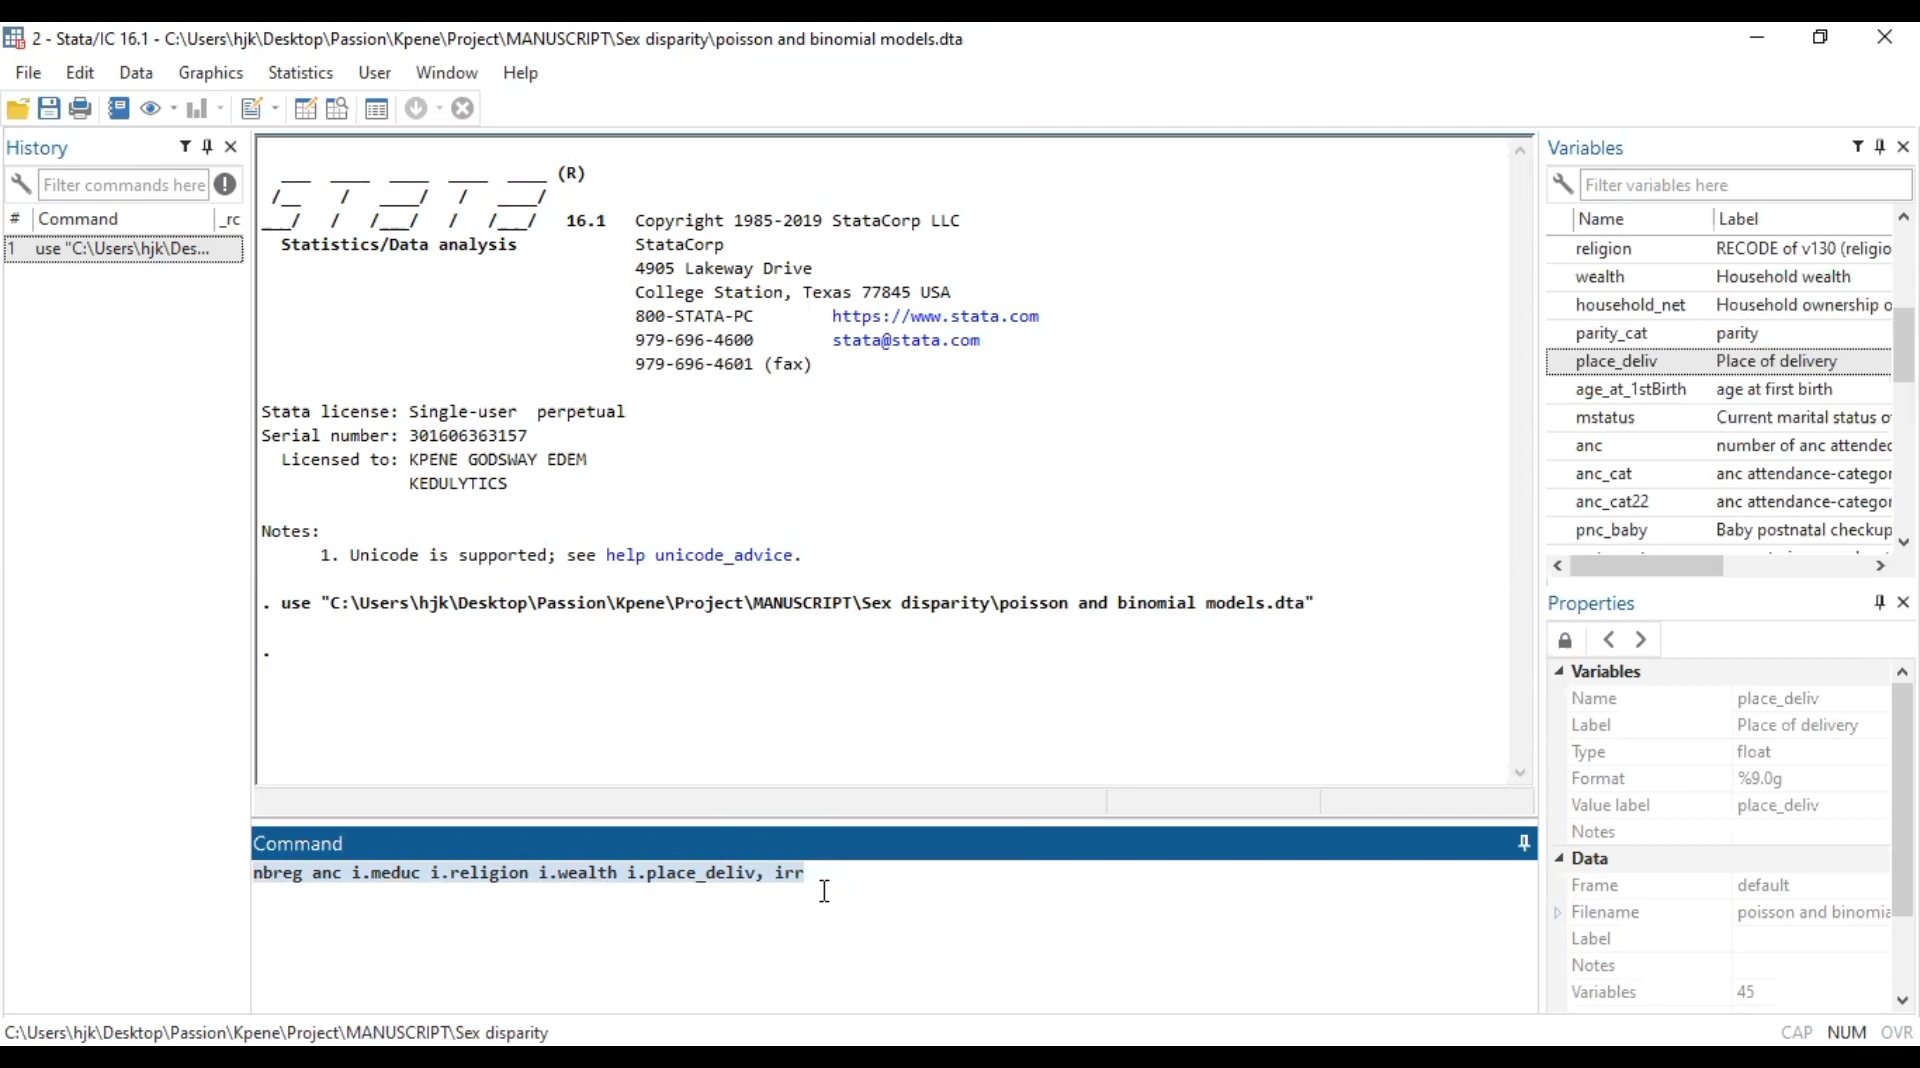 2 - Stata/IC 16.1 - C:\Users\hjk\Desktop\Passion\Kpene\Project\MANUSCRIPT\Sex disparity\poisson and binomial models.dta
File Edit Data Graphics Statistics User Window Help
History
Filter commands here
# Command _rc
1 use "C:\Users\hjk\Des...
(R)
16.1 Copyright 1985-2019 StataCorp LLC
Statistics/Data analysis StataCorp
4905 Lakeway Drive
College Station, Texas 77845 USA
800-STATA-PC https://www.stata.com
979-696-4600 stata@stata.com
979-696-4601 (fax)
Stata license: Single-user perpetual
Serial number: 301606363157
Licensed to: KPENE GODSWAY EDEM
KEDULYTICS
Notes:
1. Unicode is supported; see help unicode_advice.
. use "C:\Users\hjk\Desktop\Passion\Kpene\Project\MANUSCRIPT\Sex disparity\poisson and binomial models.dta"
.
Command
nbreg anc i.meduc i.religion i.wealth i.place_deliv, irr
Variables
Filter variables here
Name Label
religion RECODE of v130 (religio
wealth Household wealth
household_net Household ownership o
parity_cat parity
place_deliv Place of delivery
age_at_1stBirth age at first birth
mstatus Current marital status o
anc number of anc attended
anc_cat anc attendance-categor
anc_cat22 anc attendance-categor
pnc_baby Baby postnatal checkup
Properties
Variables
Name place_deliv
Label Place of delivery
Type float
Format %9.0g
Value label place_deliv
Notes
Data
Frame default
Filename poisson and binomia
Label
Notes
Variables 45
C:\Users\hjk\Desktop\Passion\Kpene\Project\MANUSCRIPT\Sex disparity
CAP NUM OVR